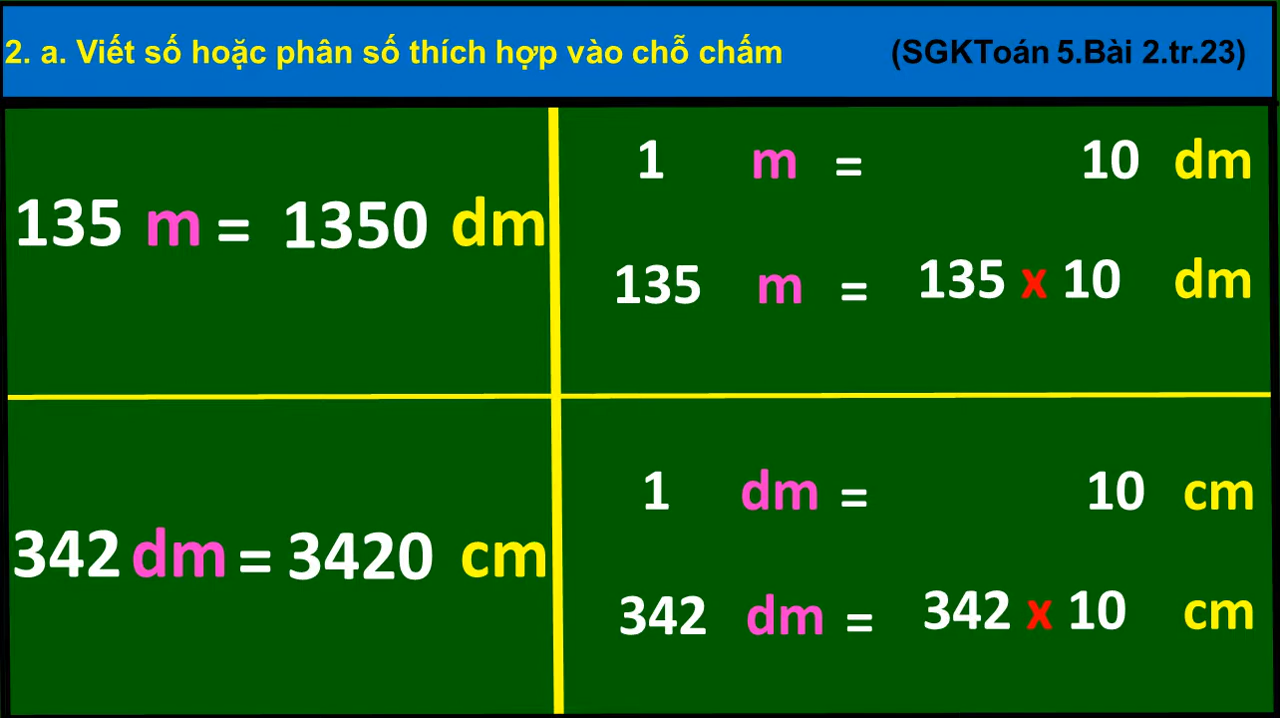 2. a. Viết số hoặc phân số thích hợp vào chỗ chấm (SGKToán 5.Bài 2.tr.23)
135 m = 1350 dm
1 m = 10 dm
135 m = 135 x 10 dm
342 dm = 3420 cm
1 dm = 10 cm
342 dm = 342 x 10 cm